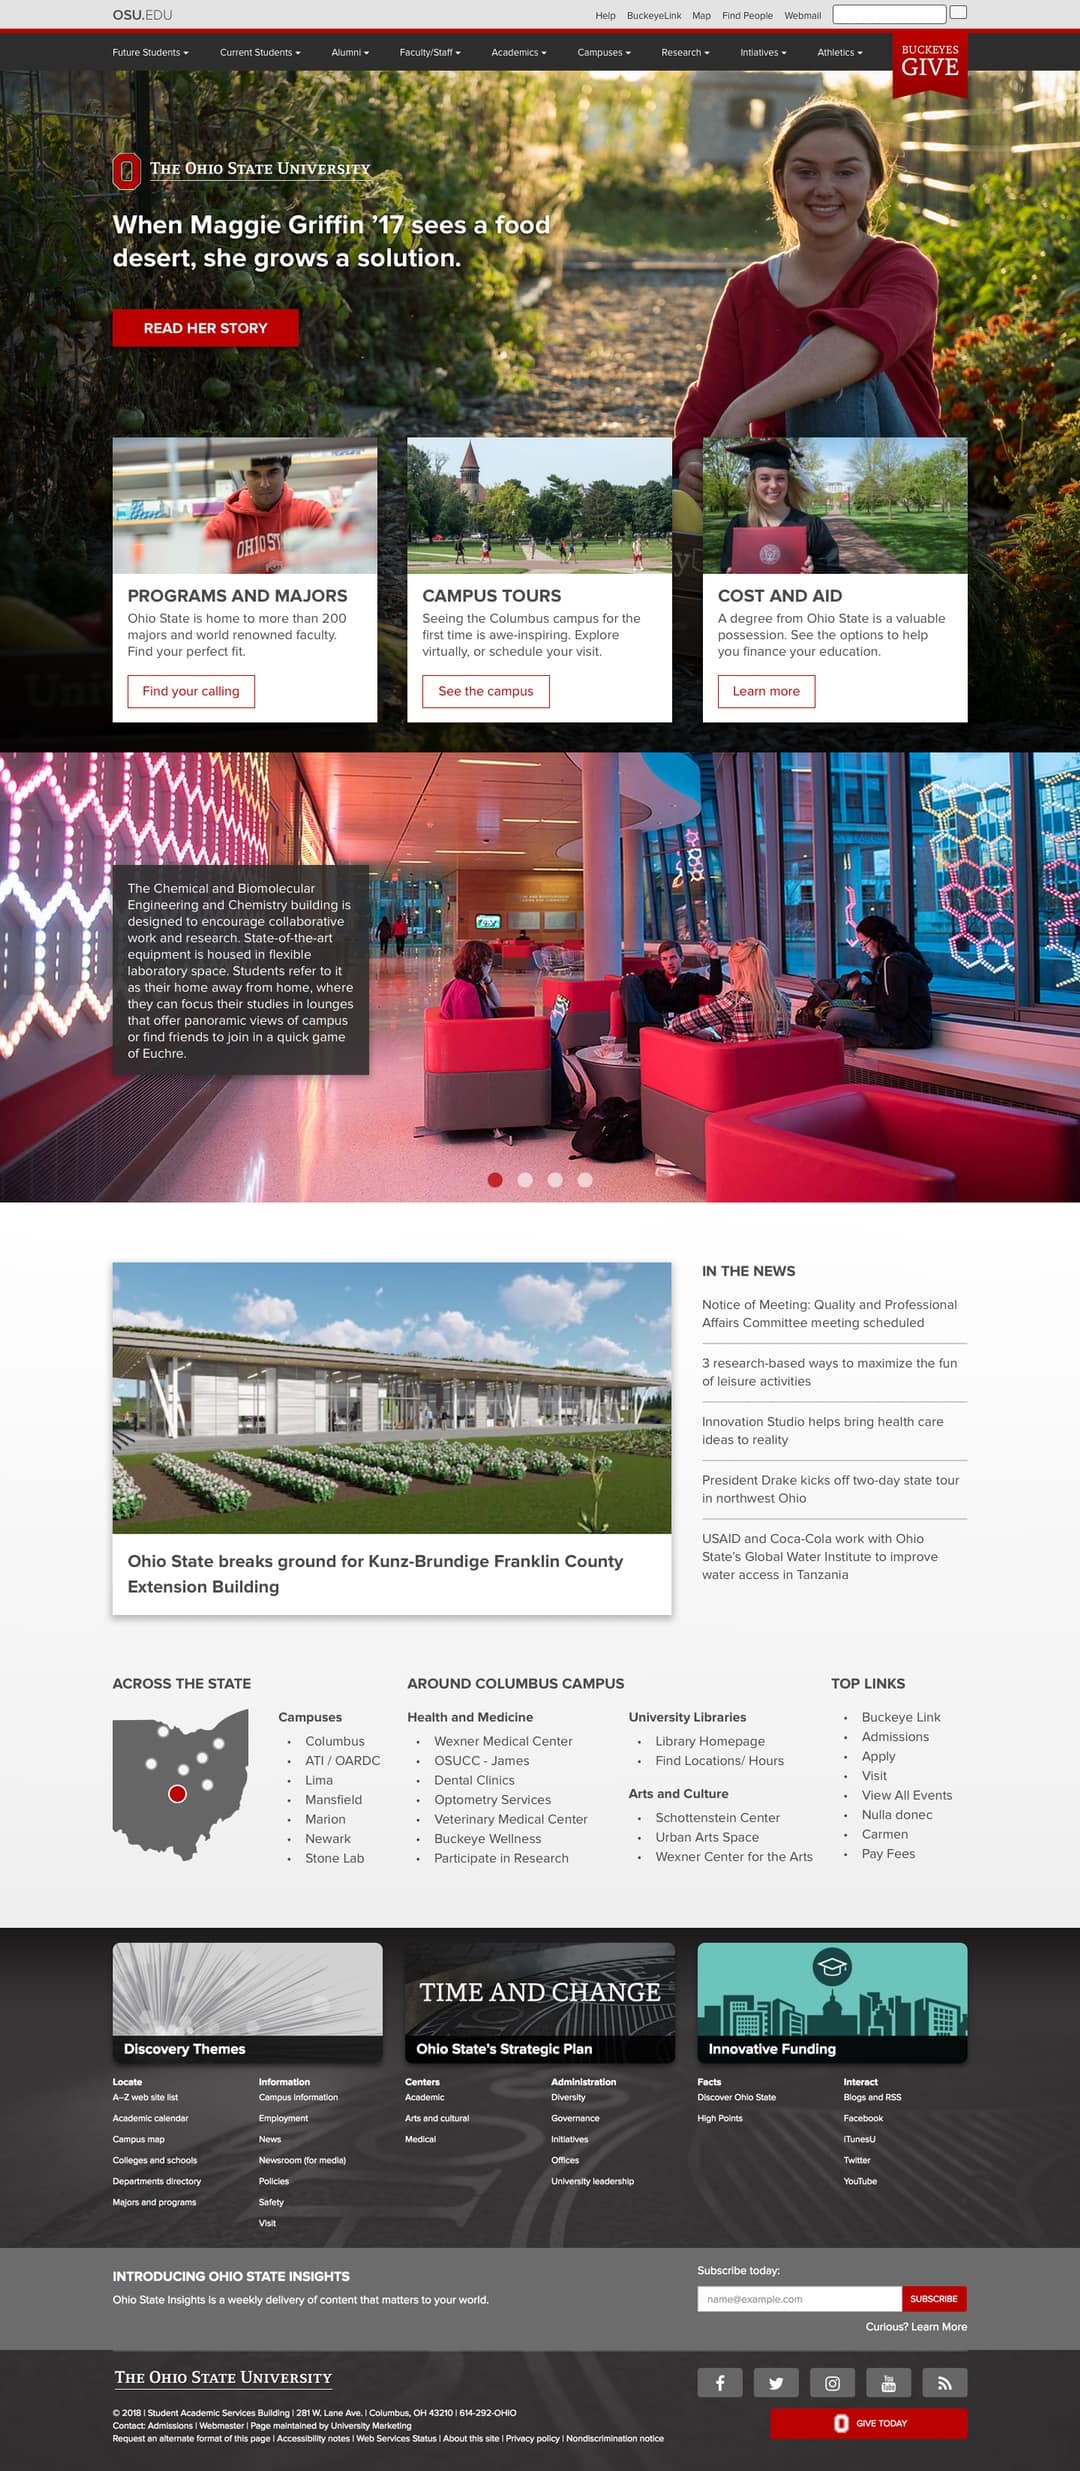 OSU.EDU
Help BuckeyeLink Map Find People Webmail
Future Students Current Students Alumni Faculty/Staff Academics Campuses Research Intiatives Athletics
BUCKEYES
GIVE
THE OHIO STATE UNIVERSITY
When Maggie Griffin ’17 sees a food
desert, she grows a solution.
READ HER STORY
OHIO ST
PROGRAMS AND MAJORS
Ohio State is home to more than 200
majors and world renowned faculty.
Find your perfect fit.
Find your calling
CAMPUS TOURS
Seeing the Columbus campus for the
first time is awe-inspiring. Explore
virtually, or schedule your visit.
See the campus
COST AND AID
A degree from Ohio State is a valuable
possession. See the options to help
you finance your education.
Learn more
The Chemical and Biomolecular
Engineering and Chemistry building is
designed to encourage collaborative
work and research. State-of-the-art
equipment is housed in flexible
laboratory space. Students refer to it
as their home away from home, where
they can focus their studies in lounges
that offer panoramic views of campus
or find friends to join in a quick game
of Euchre.
Ohio State breaks ground for Kunz-Brundige Franklin County
Extension Building
IN THE NEWS
Notice of Meeting: Quality and Professional
Affairs Committee meeting scheduled
3 research-based ways to maximize the fun
of leisure activities
Innovation Studio helps bring health care
ideas to reality
President Drake kicks off two-day state tour
in northwest Ohio
USAID and Coca-Cola work with Ohio
State’s Global Water Institute to improve
water access in Tanzania
ACROSS THE STATE
Campuses
• Columbus
• ATI / OARDC
• Lima
• Mansfield
• Marion
• Newark
• Stone Lab
AROUND COLUMBUS CAMPUS
Health and Medicine
• Wexner Medical Center
• OSUCC - James
• Dental Clinics
• Optometry Services
• Veterinary Medical Center
• Buckeye Wellness
• Participate in Research
University Libraries
• Library Homepage
• Find Locations/ Hours
Arts and Culture
• Schottenstein Center
• Urban Arts Space
• Wexner Center for the Arts
TOP LINKS
• Buckeye Link
• Admissions
• Apply
• Visit
• View All Events
• Nulla donec
• Carmen
• Pay Fees
Discovery Themes
TIME AND CHANGE
Ohio State’s Strategic Plan
Innovative Funding
Locate
A–Z web site list
Academic calendar
Campus map
Colleges and schools
Departments directory
Majors and programs
Information
Campus information
Employment
News
Newsroom (for media)
Policies
Safety
Visit
Centers
Academic
Arts and cultural
Medical
Administration
Diversity
Governance
Initiatives
Offices
University leadership
Facts
Discover Ohio State
High Points
Interact
Blogs and RSS
Facebook
iTunesU
Twitter
YouTube
INTRODUCING OHIO STATE INSIGHTS
Ohio State Insights is a weekly delivery of content that matters to your world.
Subscribe today:
name@example.com
SUBSCRIBE
Curious? Learn More
THE OHIO STATE UNIVERSITY
© 2018 | Student Academic Services Building | 281 W. Lane Ave. | Columbus, OH 43210 | 614-292-OHIO
Contact: Admissions | Webmaster | Page maintained by University Marketing
Request an alternate format of this page | Accessibility notes | Web Services Status | About this site | Privacy policy | Nondiscrimination notice
You
Tube
GIVE TODAY